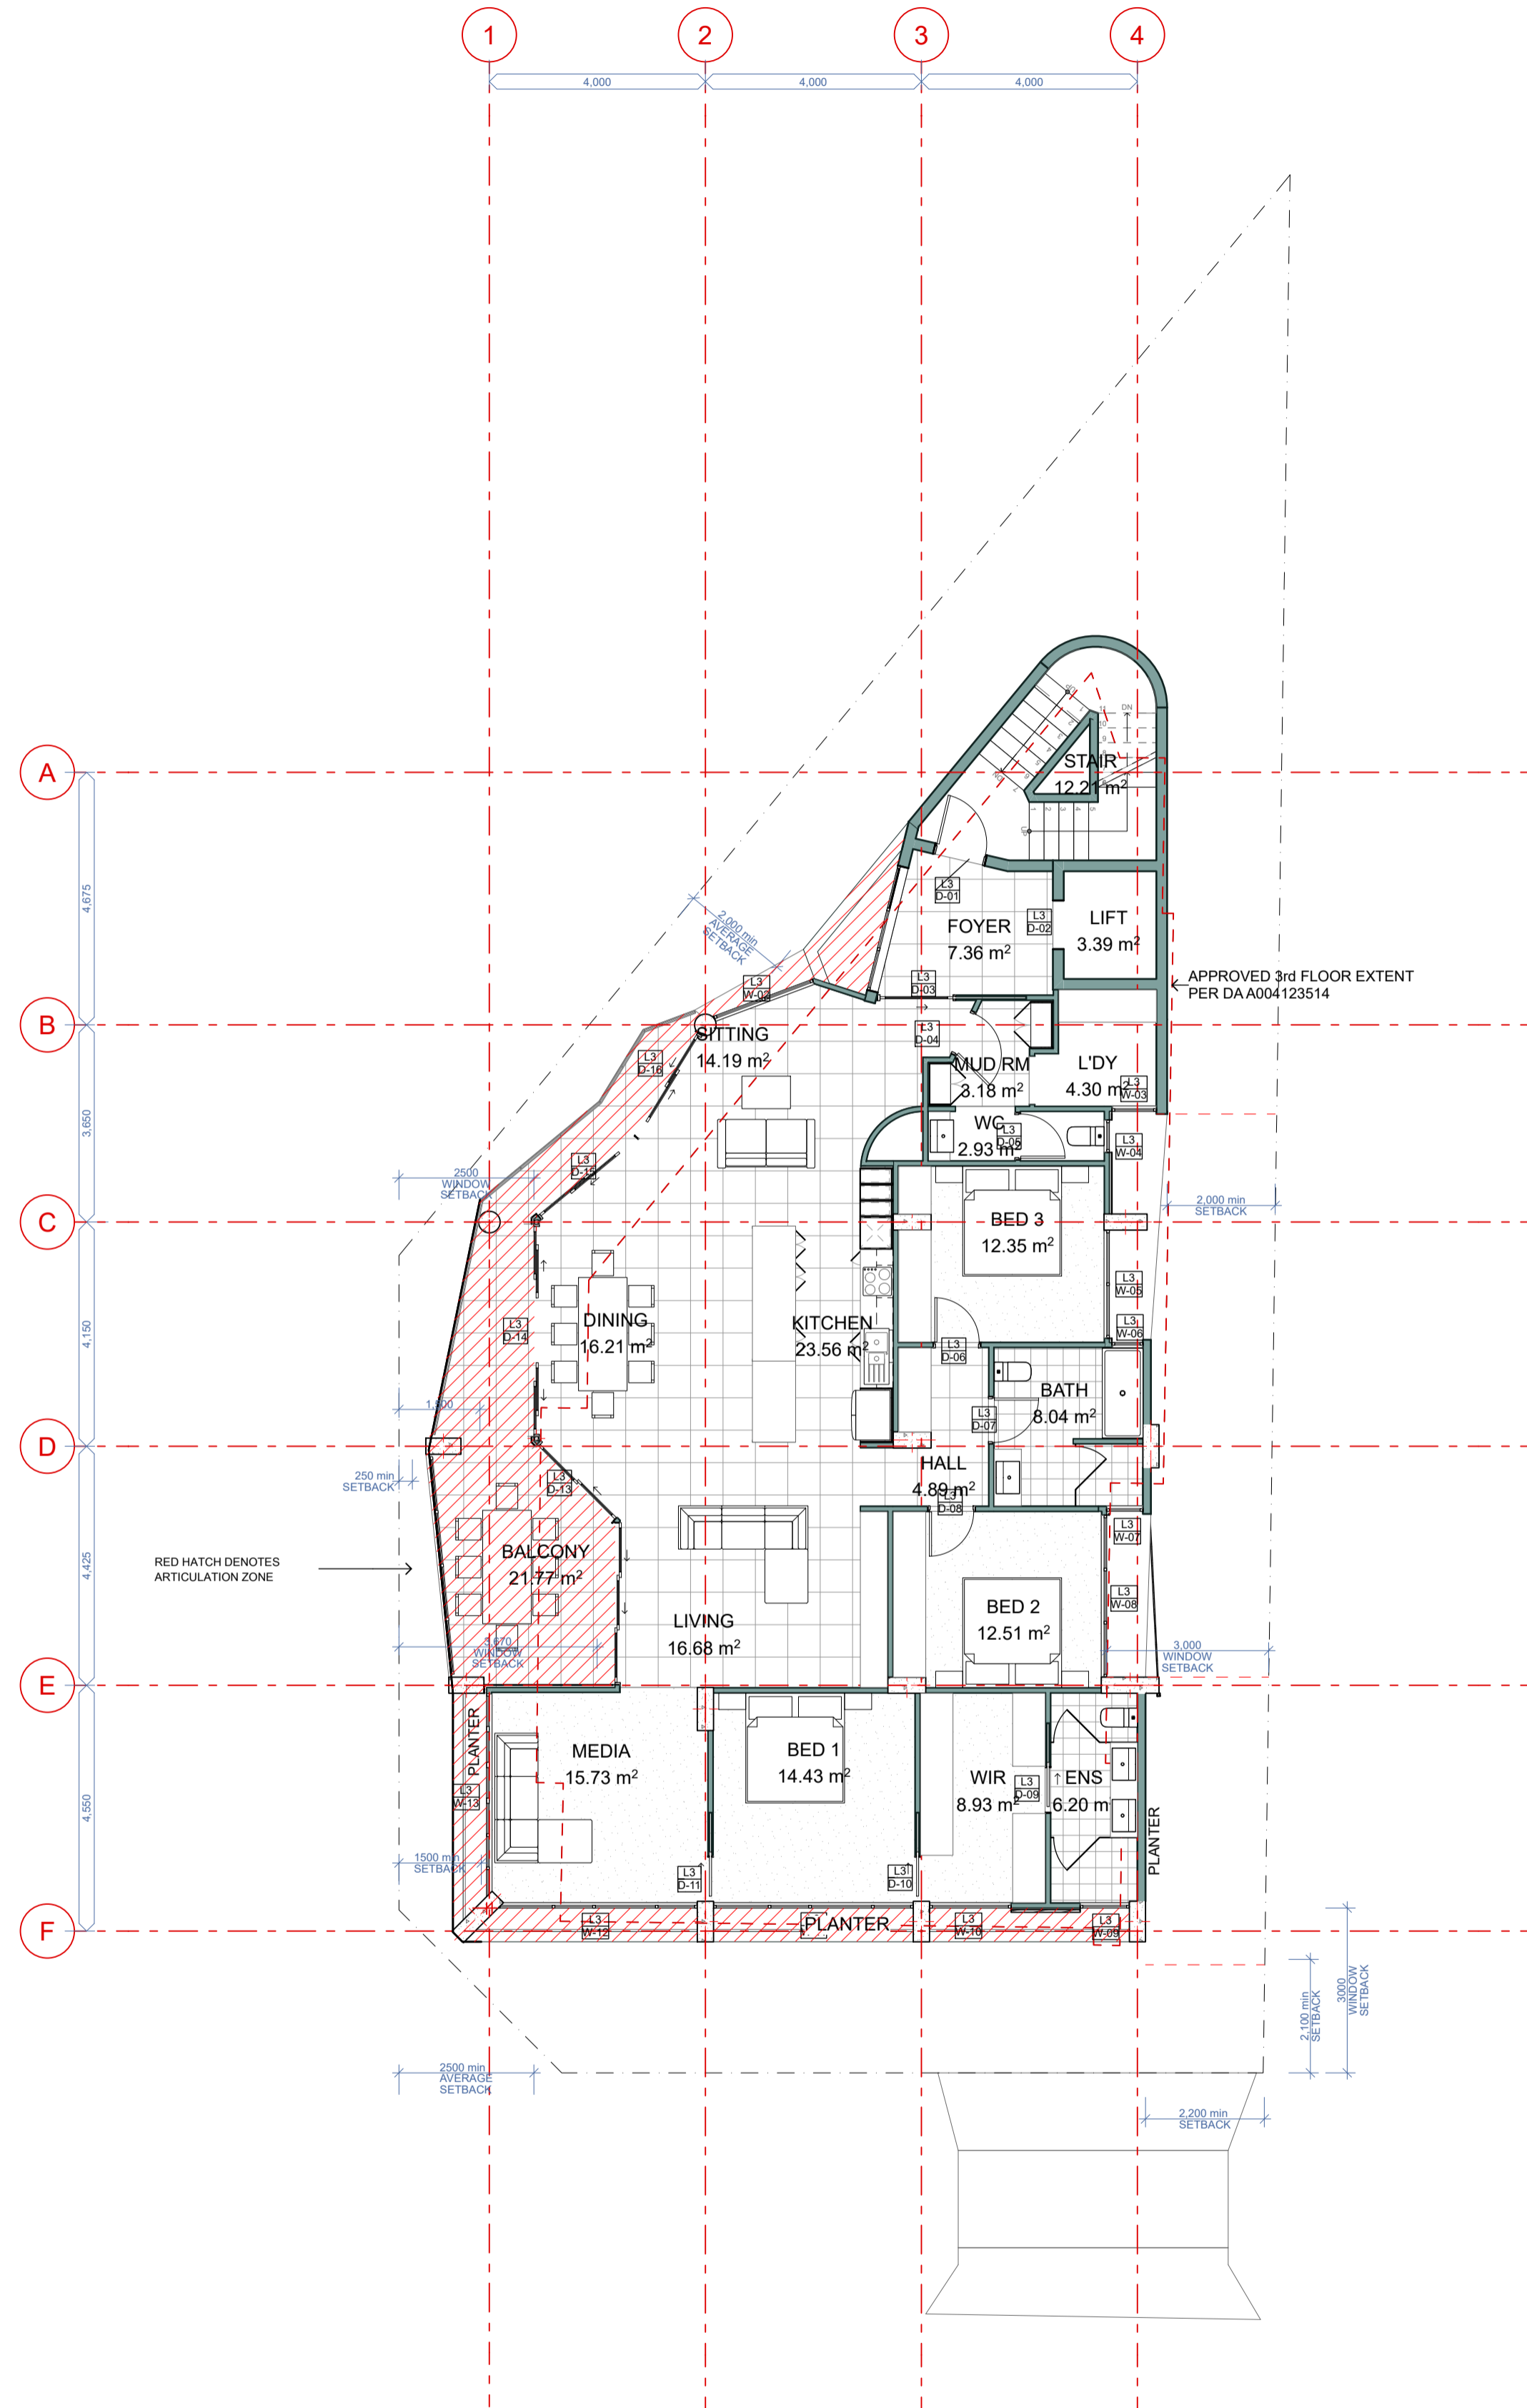 1
2
3
4
4,000
4,000
4,000
A
B
C
D
E
F
4,675
3,650
4,150
4,425
4,550
UP
DN
STAIR
12.21 m²
DN
UP
L3
D-01
LIFT
3.39 m²
L3
D-02
FOYER
7.36 m²
2,000 min
AVERAGE
SETBACK
L3
D-03
L3
W-02
APPROVED 3rd FLOOR EXTENT
PER DA A004123514
SITTING
14.19 m²
L3
D-04
L3
D-16
MUD RM
3.18 m²
L'DY
4.30 m²
L3
W-03
WC
2.93 m²
L3
D-05
L3
W-04
L3
D-15
2500
WINDOW
SETBACK
2,000 min
SETBACK
BED 3
12.35 m²
L3
W-05
L3
W-06
L3
D-14
DINING
16.21 m²
KITCHEN
23.56 m²
L3
D-06
BATH
8.04 m²
L3
D-07
250 min
SETBACK
L3
D-13
HALL
4.89 m²
L3
D-08
L3
W-07
BALCONY
21.77 m²
RED HATCH DENOTES
ARTICULATION ZONE
L3
W-08
BED 2
12.51 m²
LIVING
16.68 m²
3,670
WINDOW
SETBACK
3,000
WINDOW
SETBACK
PLANTER
MEDIA
15.73 m²
BED 1
14.43 m²
WIR
8.93 m²
L3
D-09
ENS
6.20 m
L3
W-13
PLANTER
1500 min
SETBACK
L3
D-11
L3
D-10
L3
W-12
PLANTER
L3
W-10
L3
W-09
2,100 min
SETBACK
3000
WINDOW
SETBACK
2500 min
AVERAGE
SETBACK
2,200 min
SETBACK